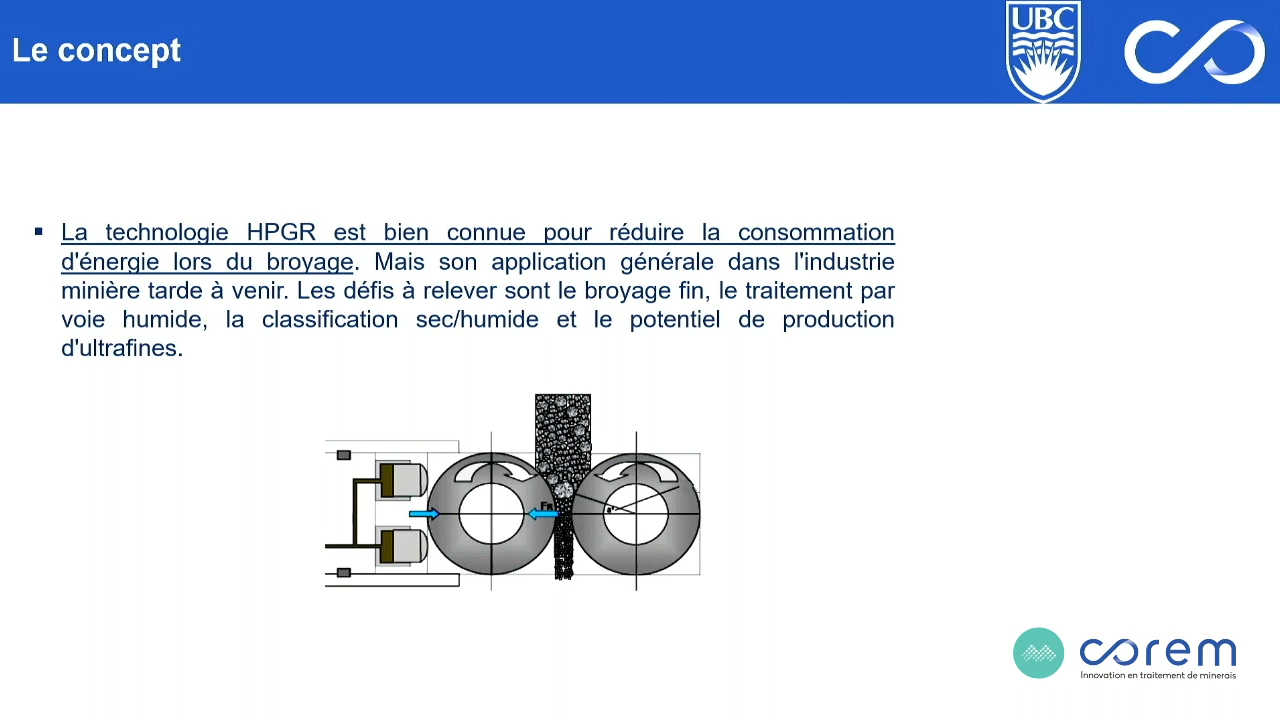 Le concept
UBC
La technologie HPGR est bien connue pour réduire la consommation
d'énergie lors du broyage. Mais son application générale dans l'industrie
minière tarde à venir. Les défis à relever sont le broyage fin, le traitement par
voie humide, la classification sec/humide et le potentiel de production
d'ultrafines.
corem
Innovation en traitement de minerais